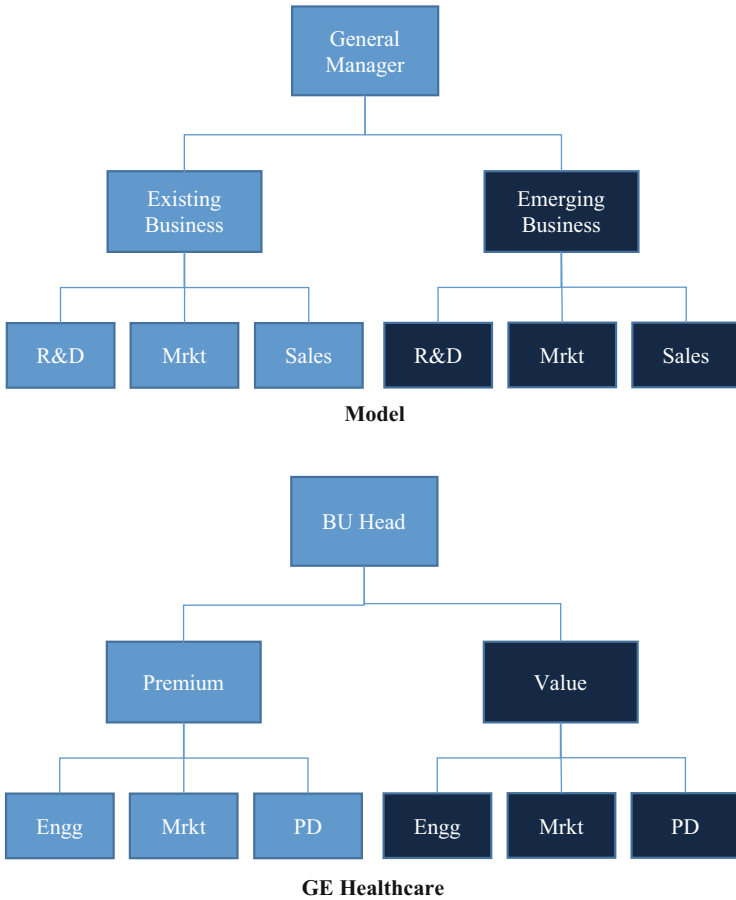 General
Manager
Existing
Business
Emerging
Business
R&D
Mrkt
Sales
R&D
Mrkt
Sales
Model
BU Head
Premium
Value
Engg
Mrkt
PD
Engg
Mrkt
PD
GE Healthcare